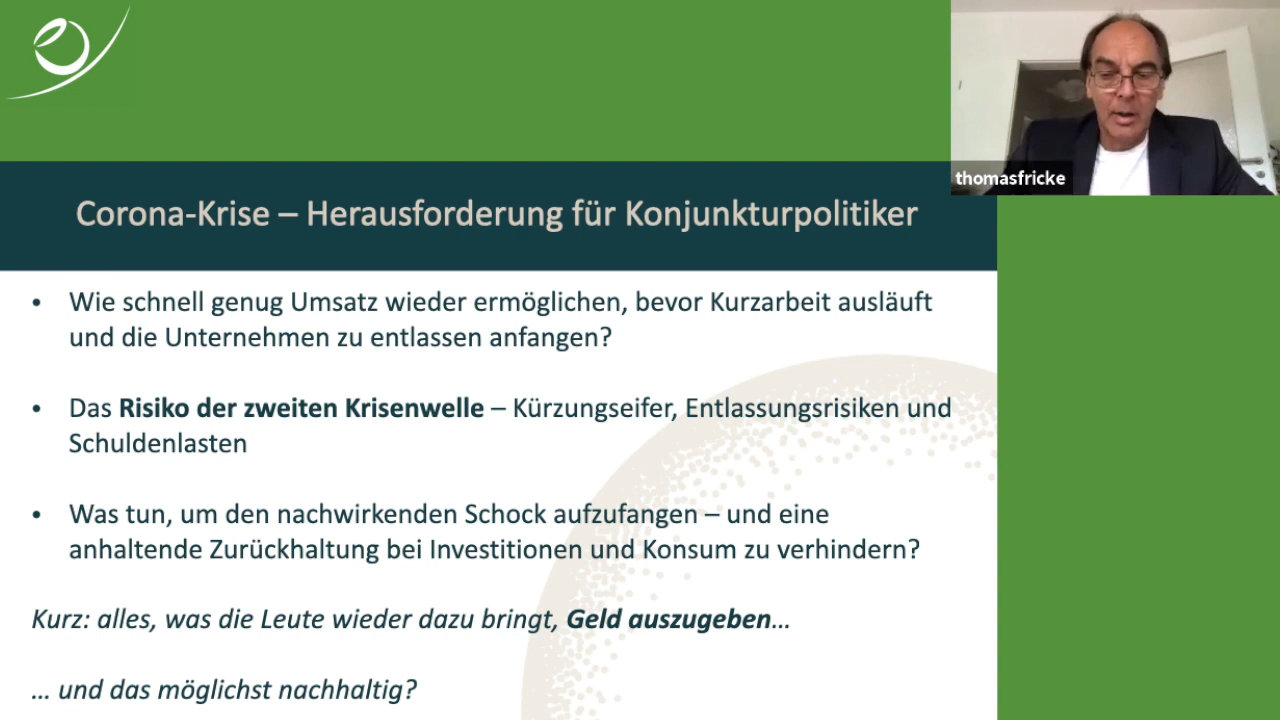 thomasfricke
Corona-Krise – Herausforderung für Konjunkturpolitiker
• Wie schnell genug Umsatz wieder ermöglichen, bevor Kurzarbeit ausläuft
und die Unternehmen zu entlassen anfangen?
• Das Risiko der zweiten Krisenwelle – Kürzungseifer, Entlassungsrisiken und
Schuldenlasten
• Was tun, um den nachwirkenden Schock aufzufangen – und eine
anhaltende Zurückhaltung bei Investitionen und Konsum zu verhindern?
Kurz: alles, was die Leute wieder dazu bringt, Geld auszugeben...
... und das möglichst nachhaltig?